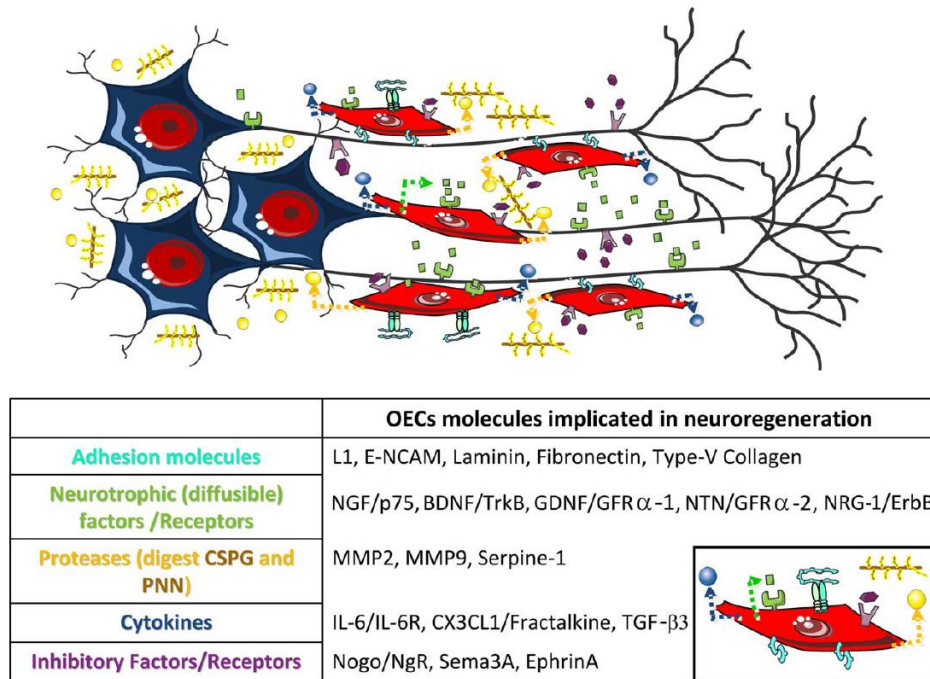 OECs molecules implicated in neuroregeneration
Adhesion molecules
L1, E-NCAM, Laminin, Fibronectin, Type-V Collagen
Neurotrophic (diffusible)
factors /Receptors
NGF/p75, BDNF/TrkB, GDNF/GFRα-1, NTN/GFRα-2, NRG-1/ErbB
Proteases (digest CSPG and
PNN)
MMP2, MMP9, Serpine-1
Cytokines
IL-6/IL-6R, CX3CL1/Fractalkine, TGF-β3
Inhibitory Factors/Receptors
Nogo/NgR, Sema3A, EphrinA